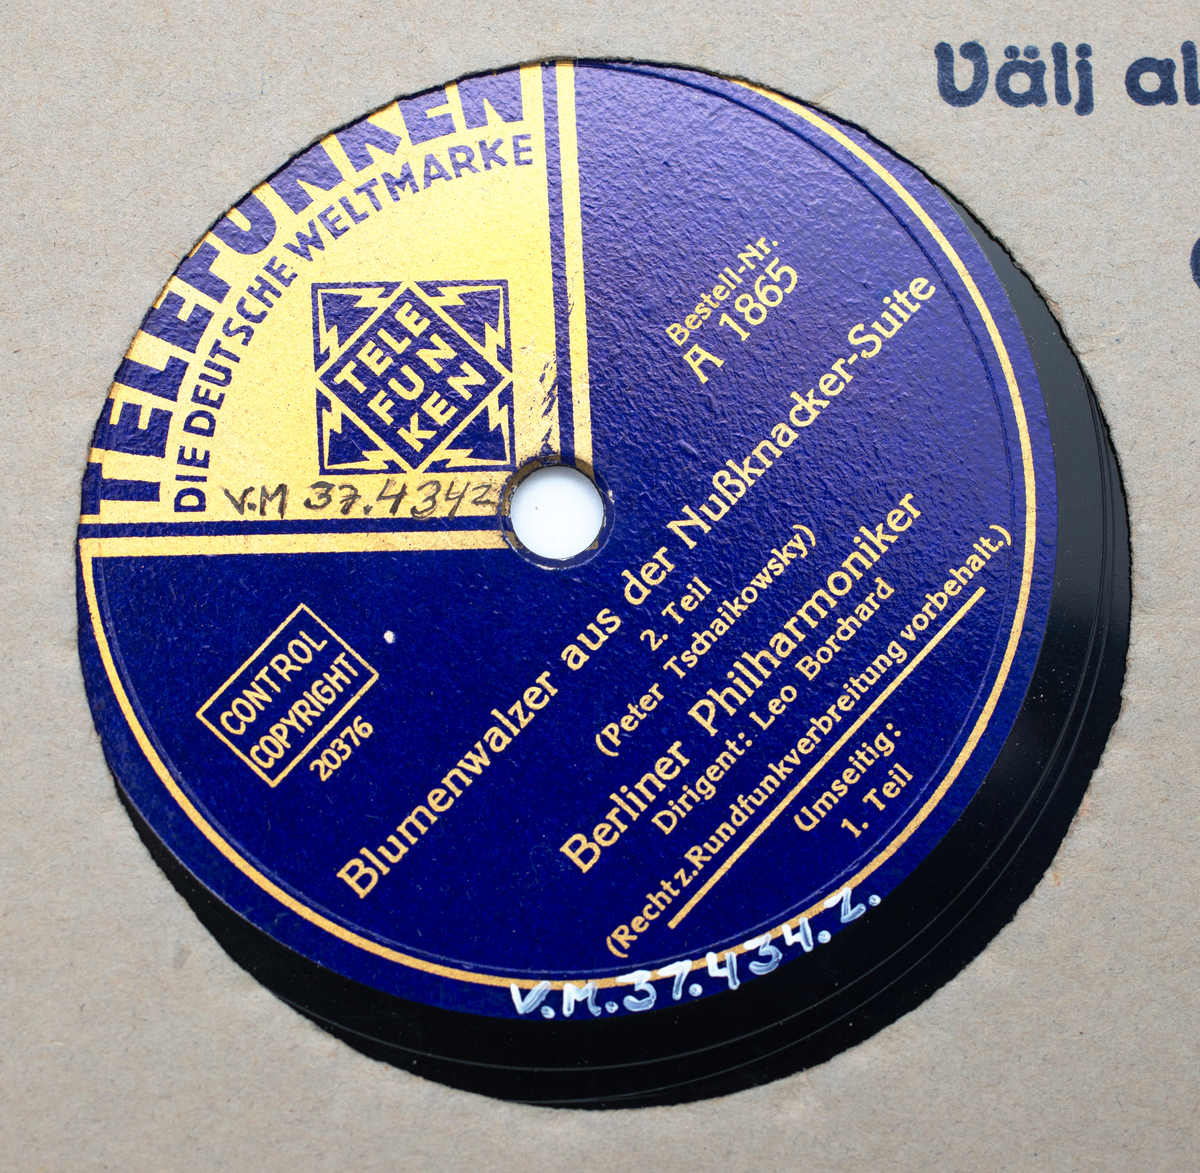 Välj al
TELEFUNKEN
DIE DEUTSCHE WELTMARKE
TELE
FUN
KEN
V.M 37.4342
Bestell-Nr.
A 1865
CONTROL
COPYRIGHT
20376
Blumenwalzer aus der Nußknacker-Suite
2. Teil
(Peter Tschaikowsky)
Berliner Philharmoniker
Dirigent: Leo Borchard
(Recht z. Rundfunkverbreitung vorbehalt.)
Umseitig:
1. Teil
V.M.37.434.2.